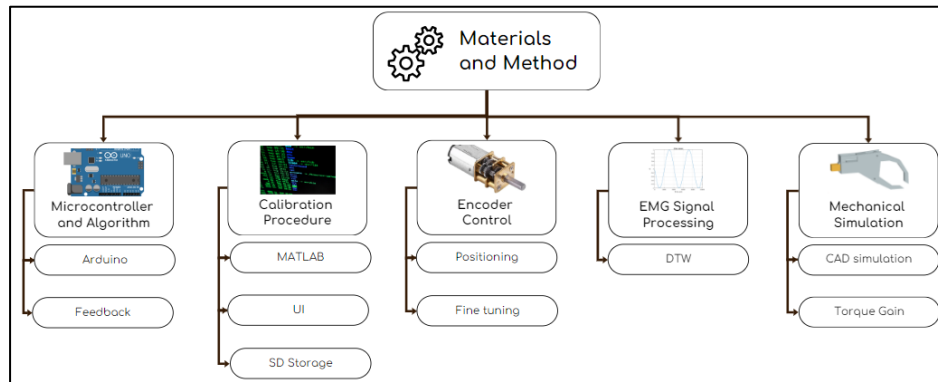 Materials
and Method
Microcontroller
and Algorithm
Arduino
Feedback
Calibration
Procedure
MATLAB
UI
SD Storage
Encoder
Control
Positioning
Fine tuning
EMG Signal
Processing
DTW
Mechanical
Simulation
CAD simulation
Torque Gain